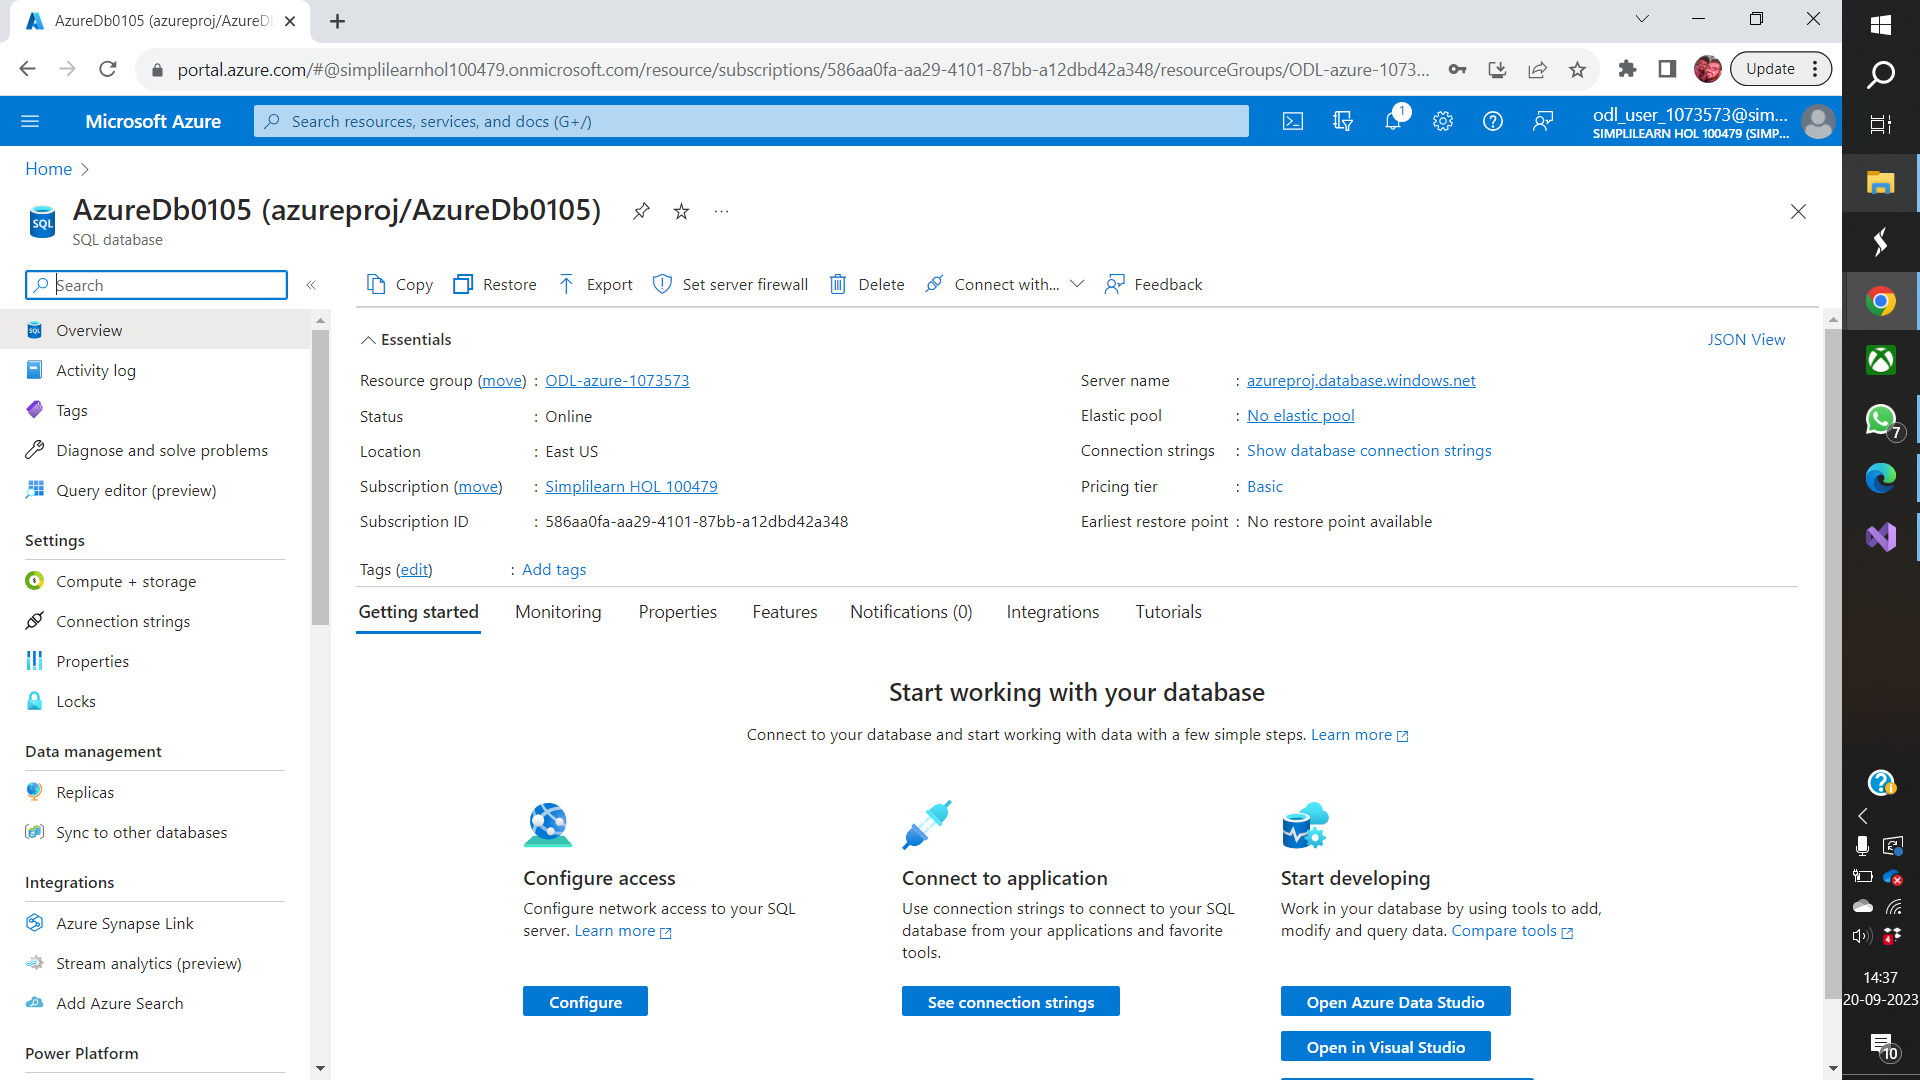 AzureDb0105 (azureproj/AzureDb
portal.azure.com/#@simplilearnhol100479.onmicrosoft.com/resource/subscriptions/586aa0fa-aa29-4101-87bb-a12dbd42a348/resourceGroups/ODL-azure-1073...
Update
Microsoft Azure
Search resources, services, and docs (G+/)
1
odl_user_1073573@sim...
SIMPLILEARN HOL 100479 (SIMP...
Home
AzureDb0105 (azureproj/AzureDb0105)
...
SQL
SQL database
Search
«
Copy
Restore
Export
Set server firewall
Delete
Connect with...
Feedback
Overview
Activity log
Tags
Diagnose and solve problems
Query editor (preview)
Settings
Compute + storage
Connection strings
Properties
Locks
Data management
Replicas
Sync to other databases
Integrations
Azure Synapse Link
Stream analytics (preview)
Add Azure Search
Power Platform
Essentials
JSON View
Resource group (move) : ODL-azure-1073573
Status : Online
Location : East US
Subscription (move) : Simplilearn HOL 100479
Subscription ID : 586aa0fa-aa29-4101-87bb-a12dbd42a348
Server name : azureproj.database.windows.net
Elastic pool : No elastic pool
Connection strings : Show database connection strings
Pricing tier : Basic
Earliest restore point : No restore point available
Tags (edit) : Add tags
Getting started
Monitoring
Properties
Features
Notifications (0)
Integrations
Tutorials
Start working with your database
Connect to your database and start working with data with a few simple steps. Learn more
Configure access
Configure network access to your SQL
server. Learn more
Configure
Connect to application
Use connection strings to connect to your SQL
database from your applications and favorite
tools.
See connection strings
Start developing
Work in your database by using tools to add,
modify and query data. Compare tools
Open Azure Data Studio
Open in Visual Studio
7
4
14:37
20-09-2023
10